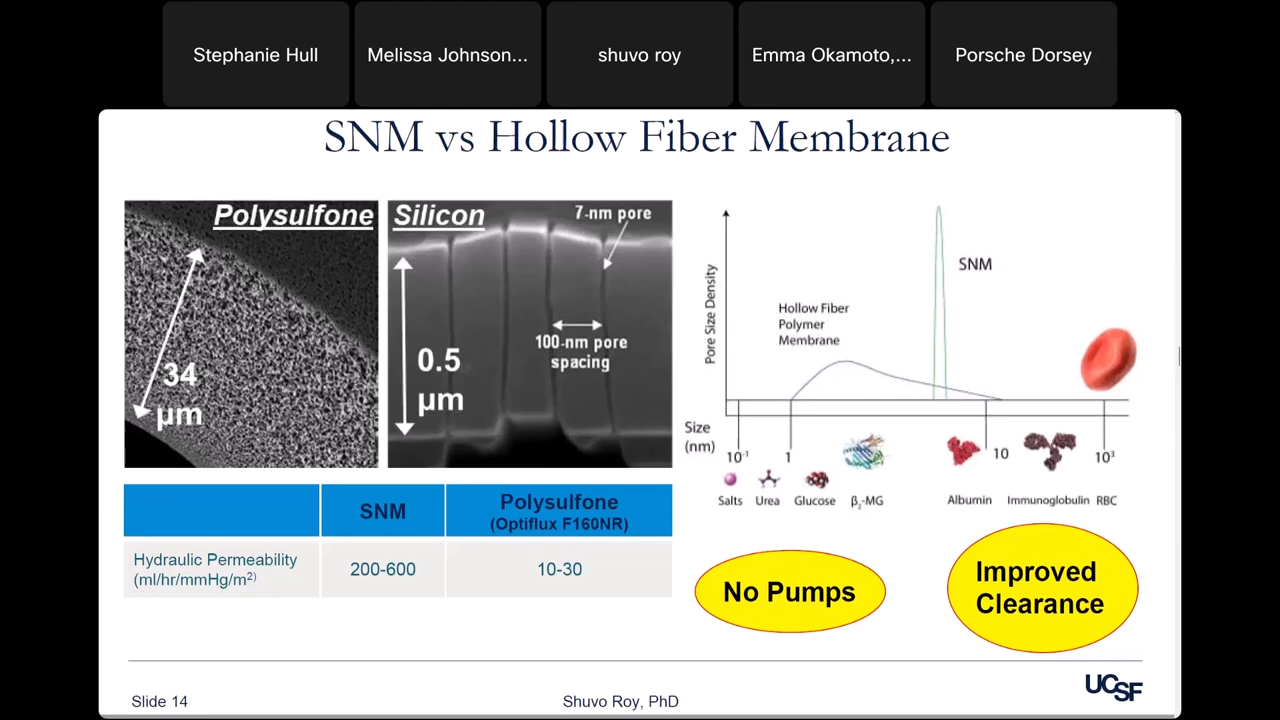 Stephanie Hull
Melissa Johnson...
shuvo roy
Emma Okamoto,...
Porsche Dorsey
SNM vs Hollow Fiber Membrane
Polysulfone
34
µm
Silicon
7-nm pore
100-nm pore
spacing
0.5
µm
Pore Size Density
Hollow Fiber
Polymer
Membrane
SNM
Size
(nm)
10⁻¹
1
10
10³
Salts
Urea
Glucose
β₂-MG
Albumin
Immunoglobulin
RBC
SNM
Polysulfone
(Optiflux F160NR)
Hydraulic Permeability
(ml/hr/mmHg/m²⁾
200-600
10-30
No Pumps
Improved
Clearance
Slide 14
Shuvo Roy, PhD
UCSF